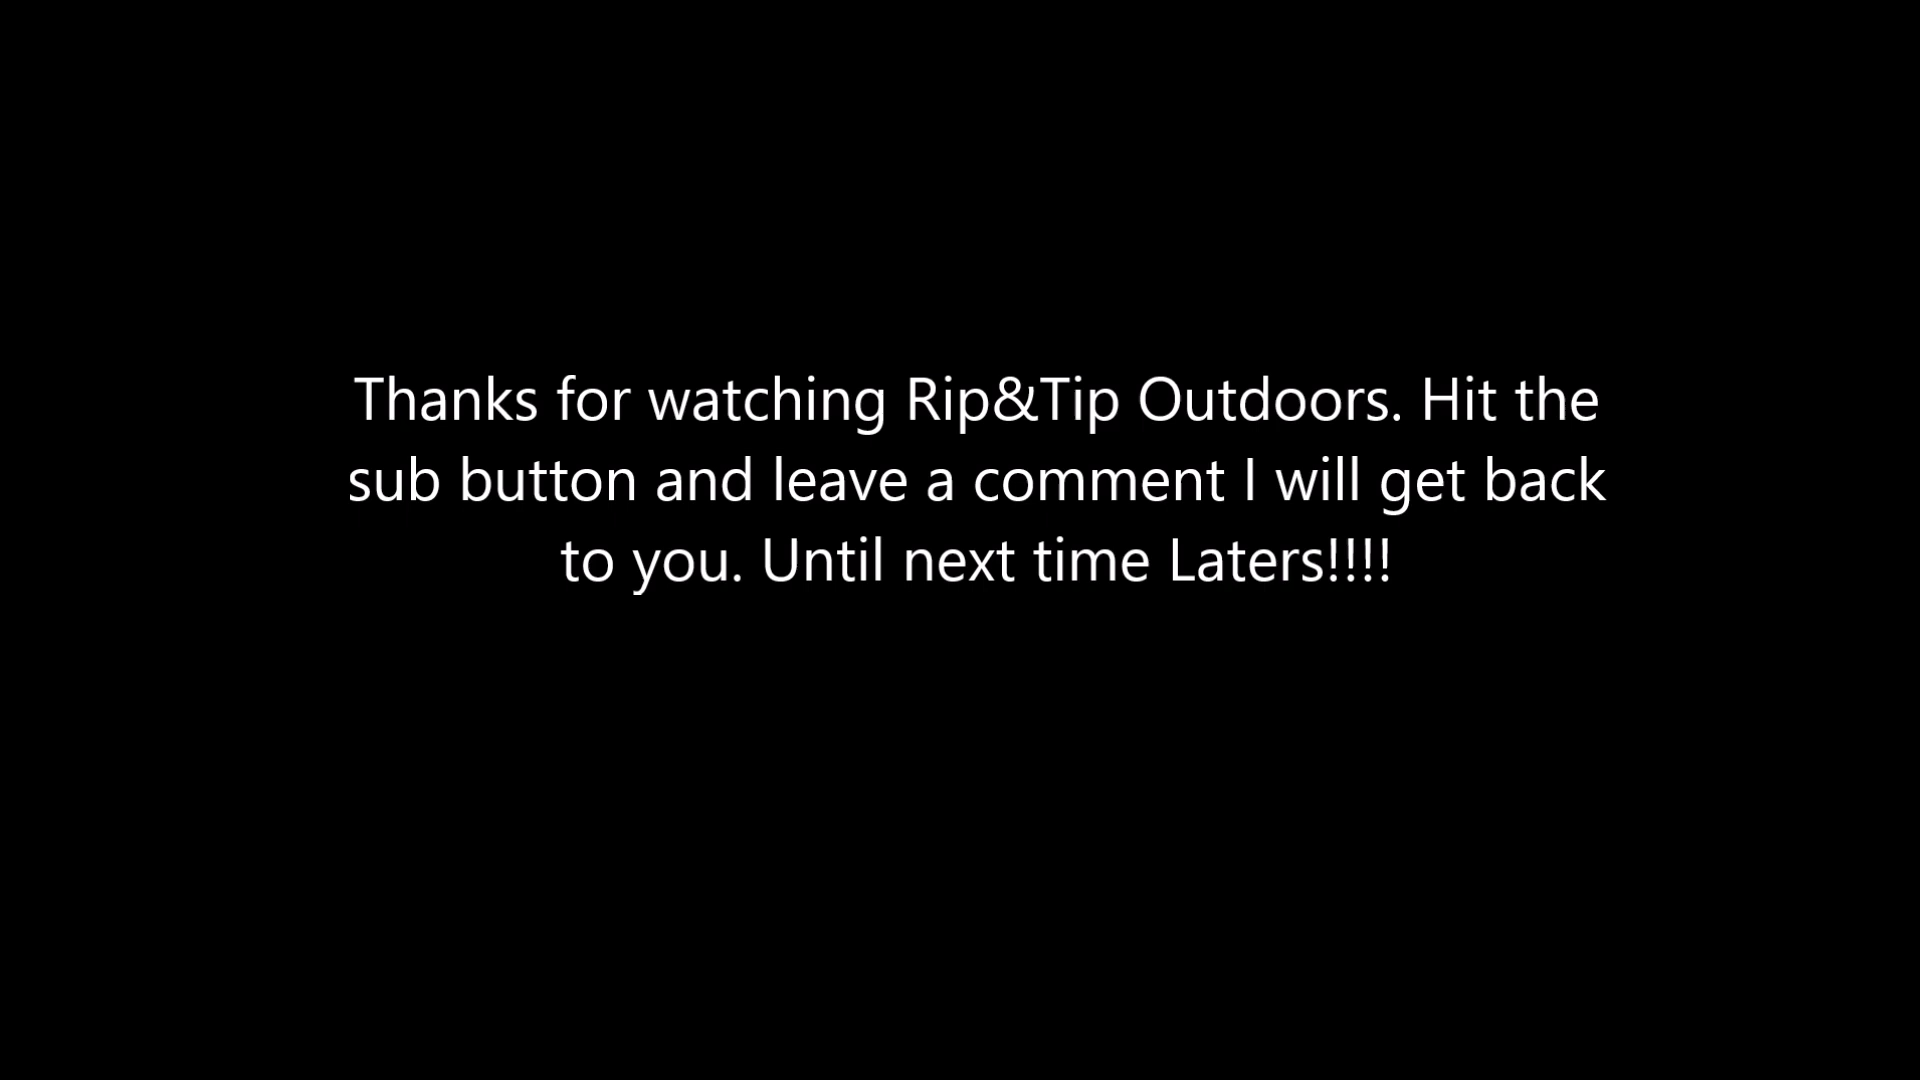 Thanks for watching Rip&Tip Outdoors. Hit the
sub button and leave a comment I will get back
to you. Until next time Laters!!!!